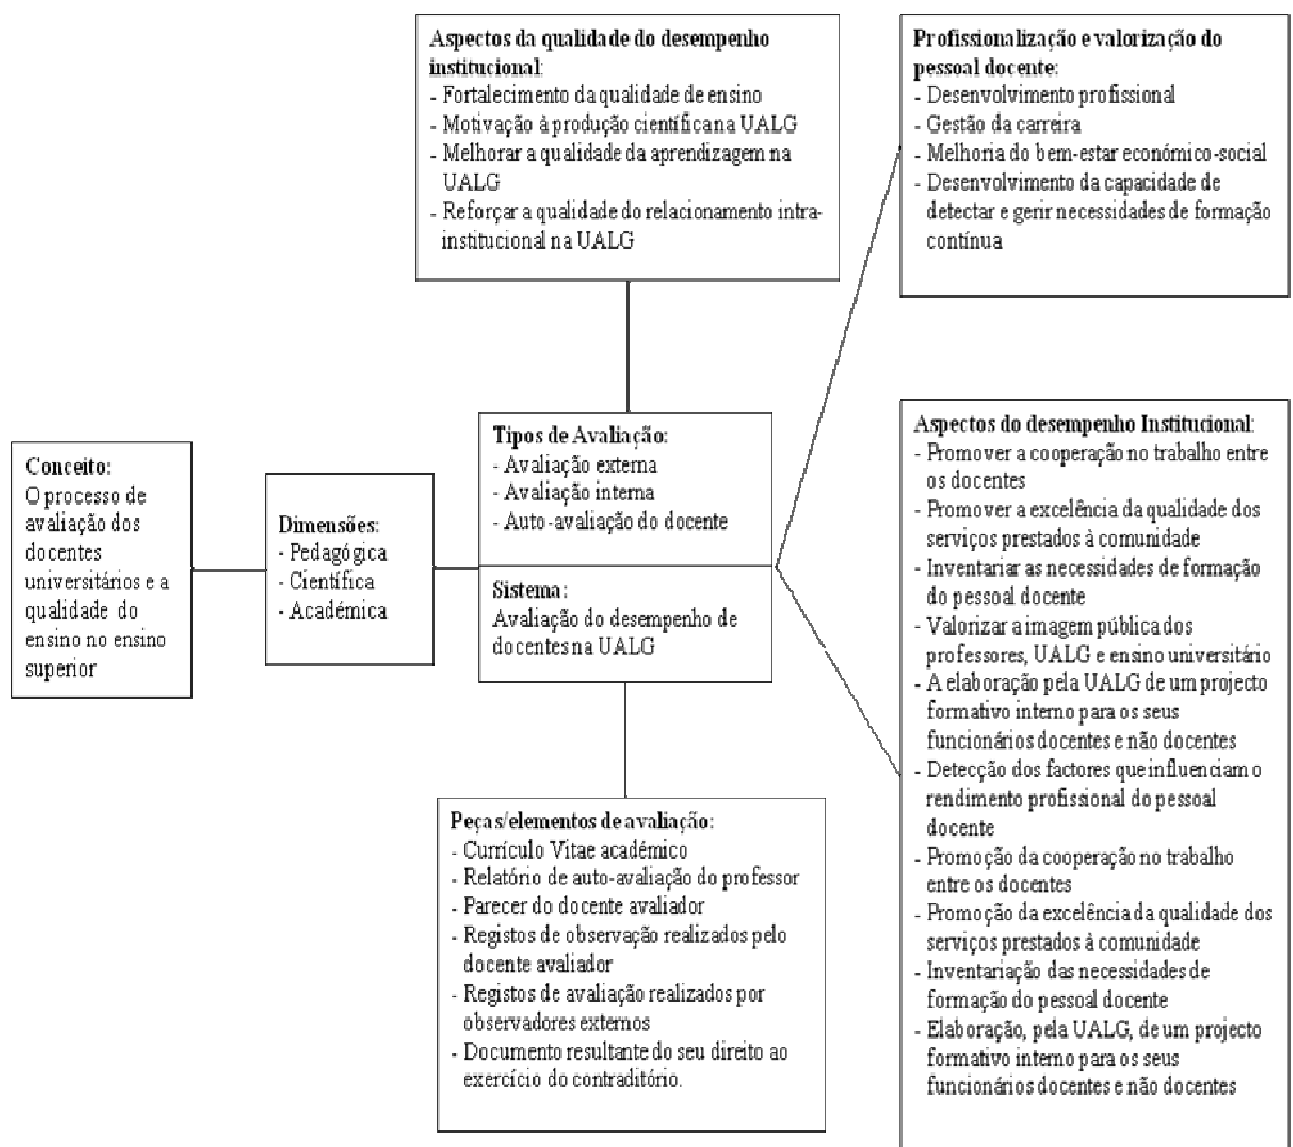 Aspectos da qualidade do desempenho
institucional:
- Fortalecimento da qualidade de ensino
- Motivação à produção científica na UALG
- Melhorar a qualidade da aprendizagem na
UALG
- Reforçar a qualidade do relacionamento intra-
institucional na UALG
Profissionalização e valorização do
pessoal docente:
- Desenvolvimento profissional
- Gestão da carreira
- Melhoria do bem-estar económico-social
- Desenvolvimento da capacidade de
detectar e gerir necessidades de formação
contínua
Conceito:
O processo de
avaliação dos
docentes
universitários e a
qualidade do
ensino no ensino
superior
Dimensões:
- Pedagógica
- Científica
- Académica
Tipos de Avaliação:
- Avaliação externa
- Avaliação interna
- Auto-avaliação do docente
Sistema:
Avaliação do desempenho de
docentes na UALG
Aspectos do desempenho Institucional:
- Promover a cooperação no trabalho entre
os docentes
- Promover a excelência da qualidade dos
serviços prestados à comunidade
- Inventariar as necessidades de formação
do pessoal docente
- Valorizar a imagem pública dos
professores, UALG e ensino universitário
- A elaboração pela UALG de um projecto
formativo interno para os seus
funcionários docentes e não docentes
- Detecção dos factores que influenciam o
rendimento profissional do pessoal
docente
- Promoção da cooperação no trabalho
entre os docentes
- Promoção da excelência da qualidade dos
serviços prestados à comunidade
- Inventariação das necessidades de
formação do pessoal docente
- Elaboração, pela UALG, de um projecto
formativo interno para os seus
funcionários docentes e não docentes
Peças/elementos de avaliação:
- Currículo Vitae académico
- Relatório de auto-avaliação do professor
- Parecer do docente avaliador
- Registos de observação realizados pelo
docente avaliador
- Registos de avaliação realizados por
observadores externos
- Documento resultante do seu direito ao
exercício do contraditório.